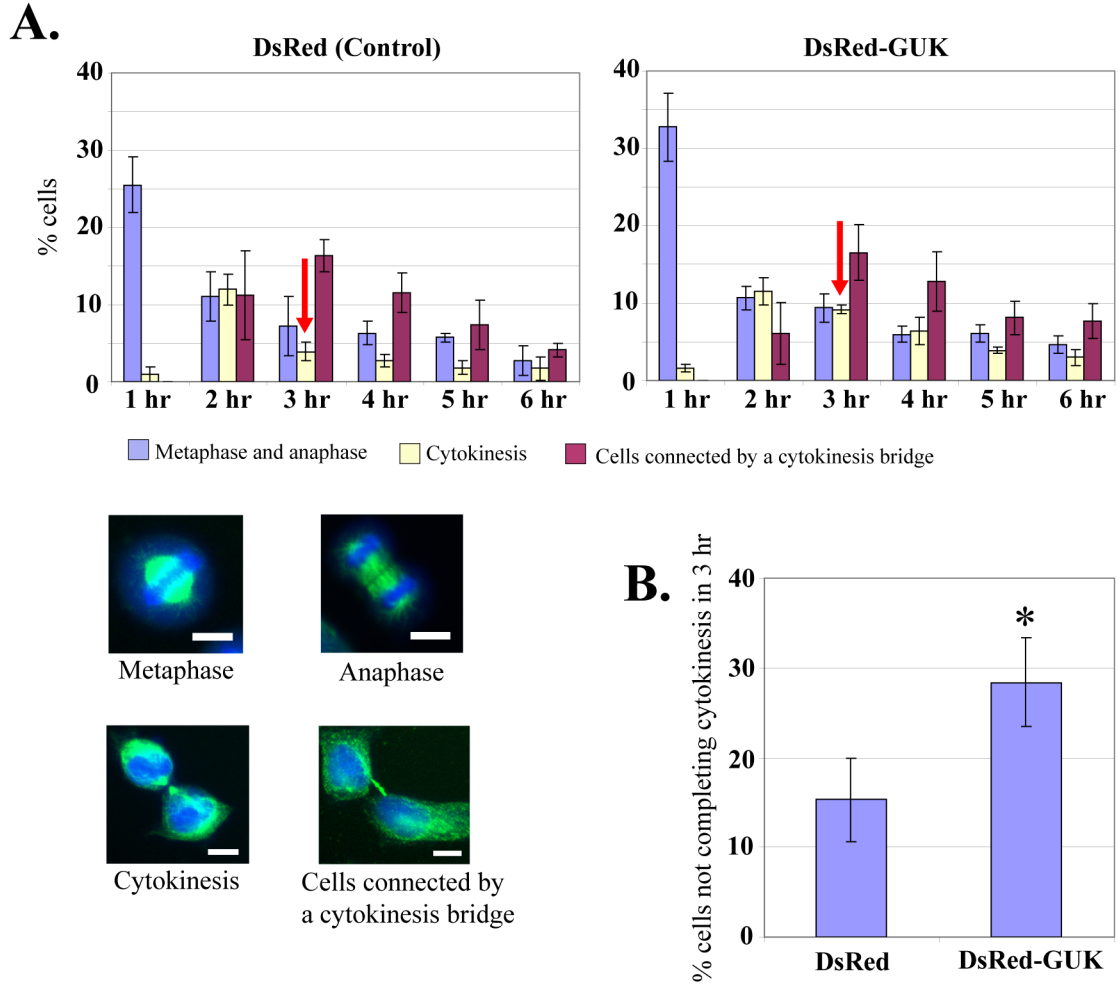 A.
DsRed (Control)
DsRed-GUK
% cells
40
30
20
10
0
1 hr 2 hr 3 hr 4 hr 5 hr 6 hr
40
30
20
10
0
1 hr 2 hr 3 hr 4 hr 5 hr 6 hr
Metaphase and anaphase
Cytokinesis
Cells connected by a cytokinesis bridge
Metaphase
Anaphase
Cytokinesis
Cells connected by
a cytokinesis bridge
B.
% cells not completing cytokinesis in 3 hr
40
30
20
10
0
*
DsRed
DsRed-GUK